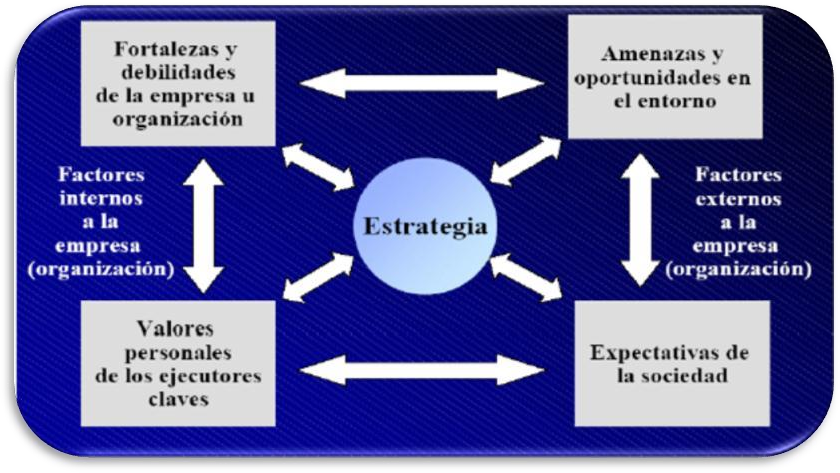 Fortalezas y
debilidades
de la empresa u
organización
Amenazas y
oportunidades en
el entorno
Factores
internos
a la
empresa
(organización)
Estrategia
Factores
externos
a la
empresa
(organización)
Valores
personales
de los ejecutores
claves
Expectativas de
la sociedad